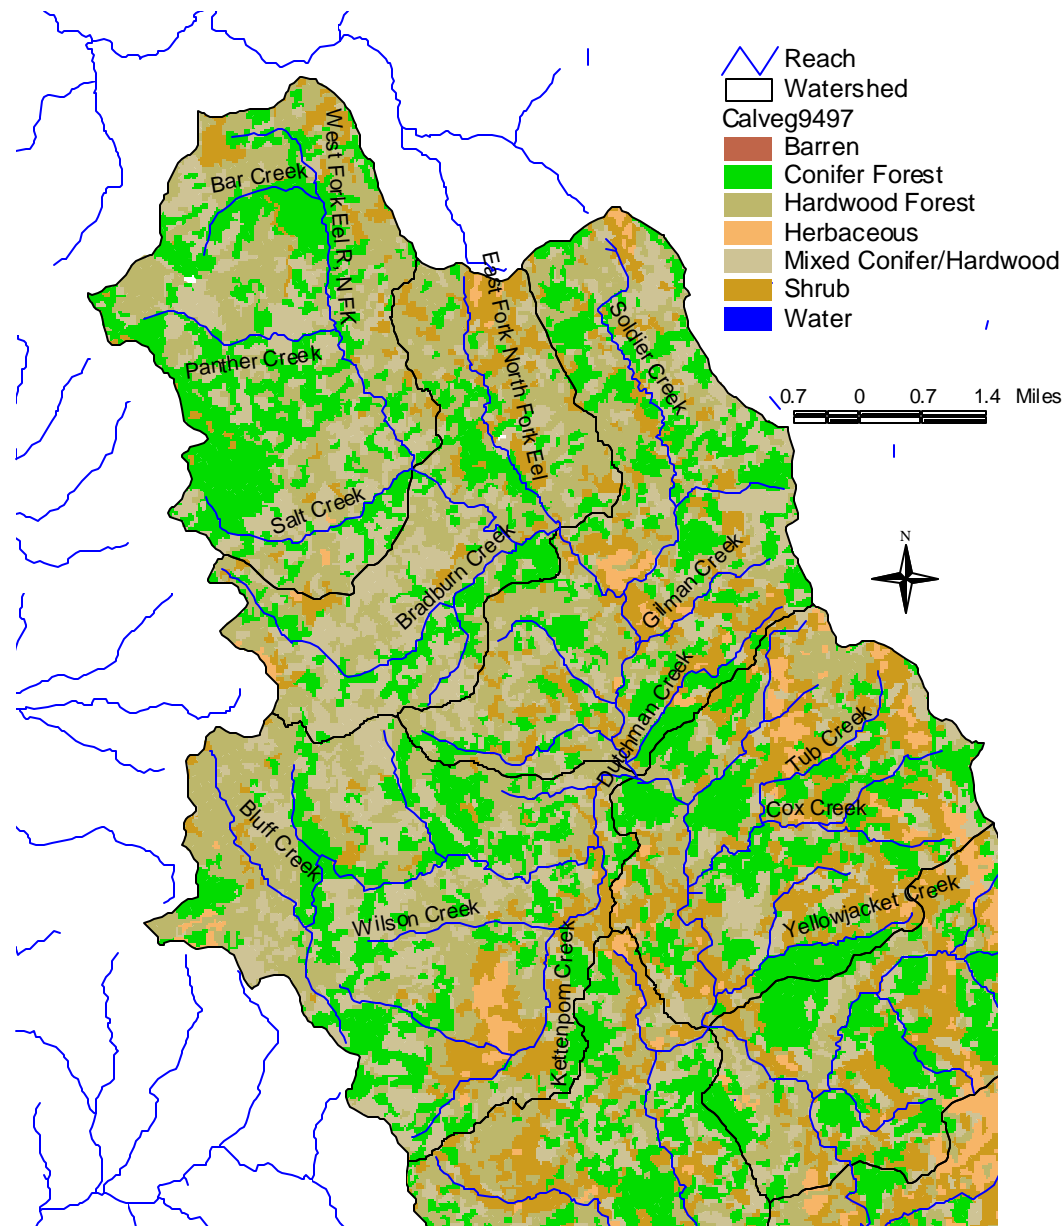 Reach
Watershed
Calveg9497
Barren
Conifer Forest
Hardwood Forest
Herbaceous
Mixed Conifer/Hardwood
Shrub
Water
0.7 0 0.7 1.4 Miles
N
West Fork Eel R. N FK
Bar Creek
East Fork North Fork Eel
Soldier Creek
Panther Creek
Salt Creek
Bradburn Creek
Gilman Creek
Dutchman Creek
Tub Creek
Cox Creek
Bluff Creek
Yellowjacket Creek
Wilson Creek
Kettenpom Creek